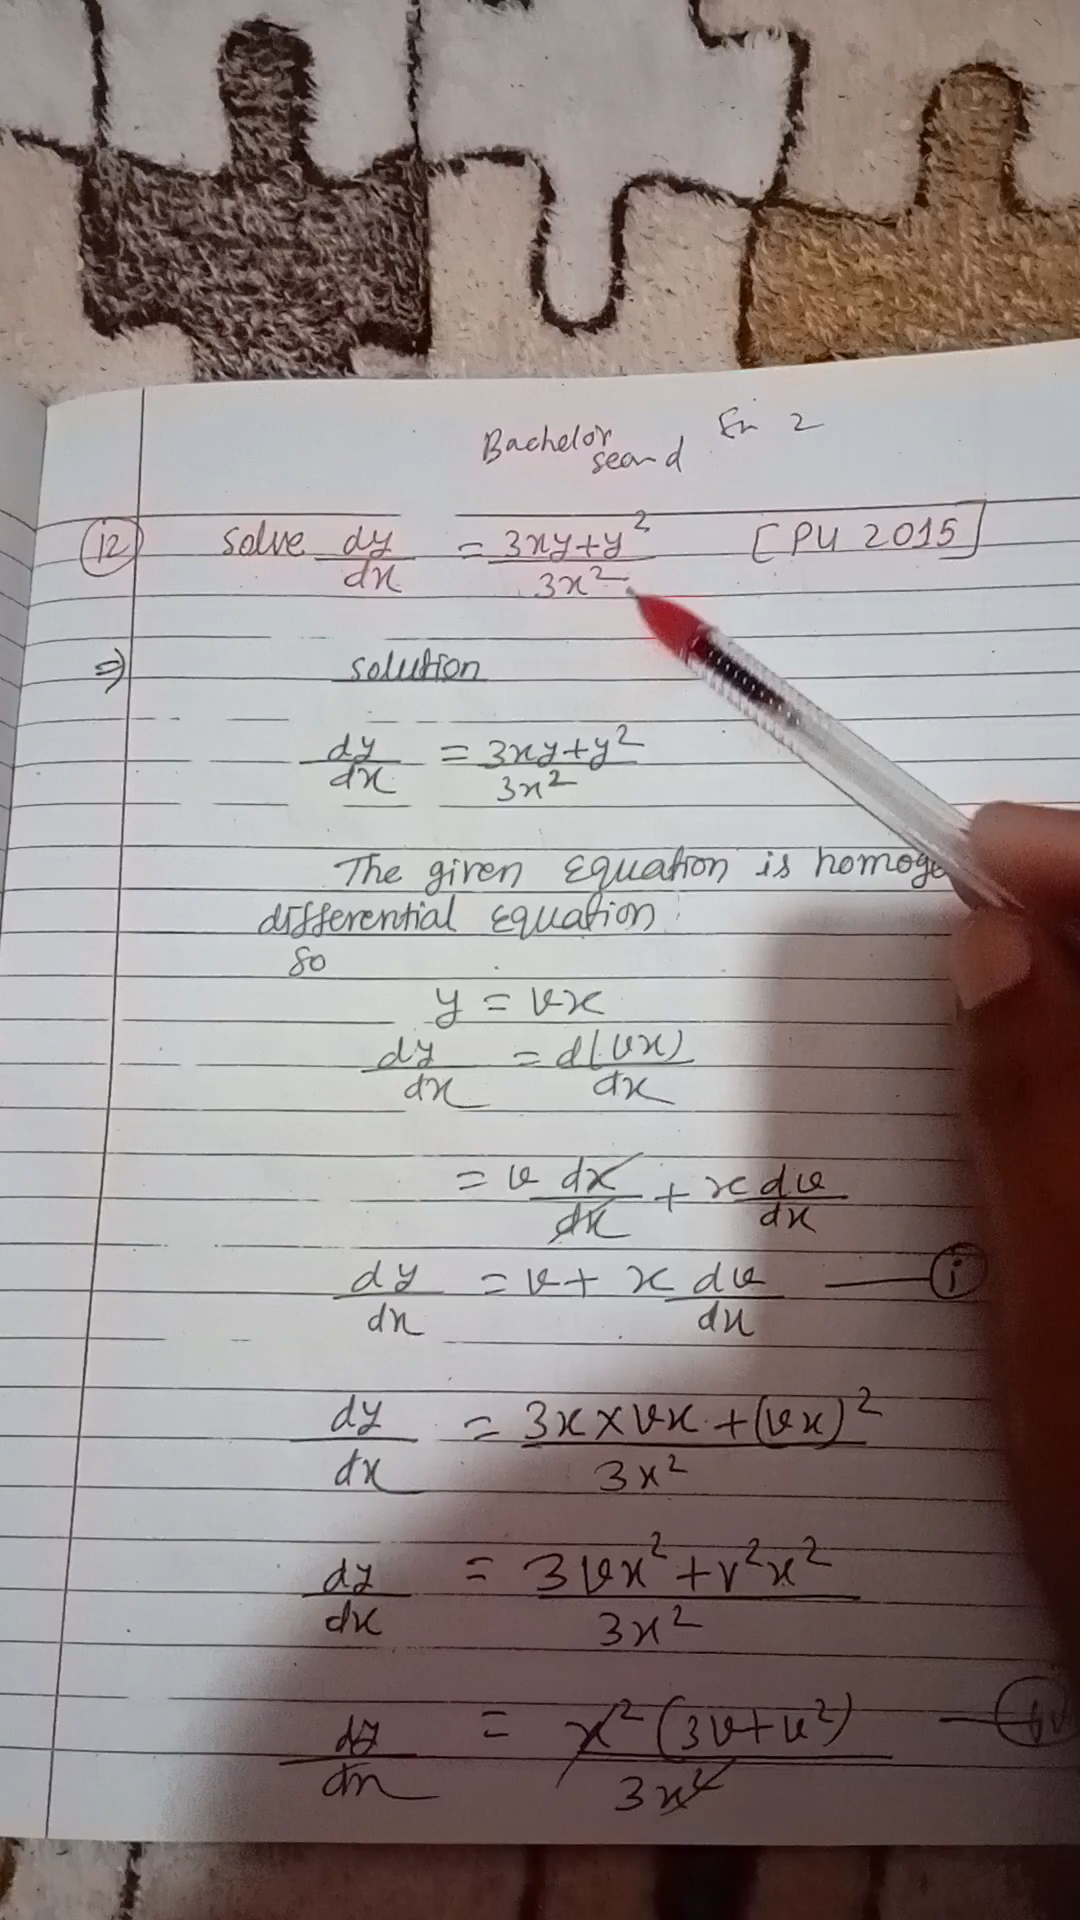 Bachelor
2
(12) solve dy/dx = 3xy+y²/3x² [PU 2015]
=> solution
dy/dx = 3xy+y²/3x²
The given Equation is homoge
differential equation.
so
y = vx
dy/dx = d(vx)/dx
= v dx/dx + x dv/dx
dy/dx = v + x dv/dx — (i)
dy/dx = 3x×vx + (vx)²/3x²
dy/dx = 3vx² + v²x²/3x²
dy/dx = x²(3v+v²)/3x² —